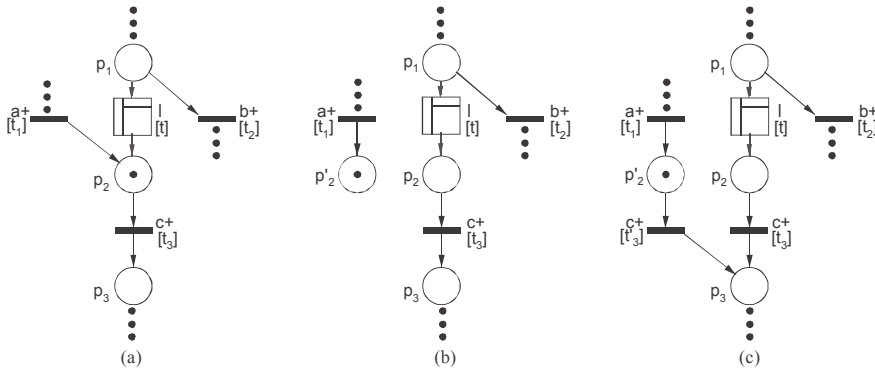 p1
a+
[t1]
l
[t]
b+
[t2]
p2
c+
[t3]
p3
(a)
p1
a+
[t1]
l
[t]
b+
[t2]
p'2
p2
c+
[t3]
p3
(b)
p1
a+
[t1]
l
[t]
b+
[t2]
p'2
p2
c+
[t'3]
c+
[t3]
p3
(c)